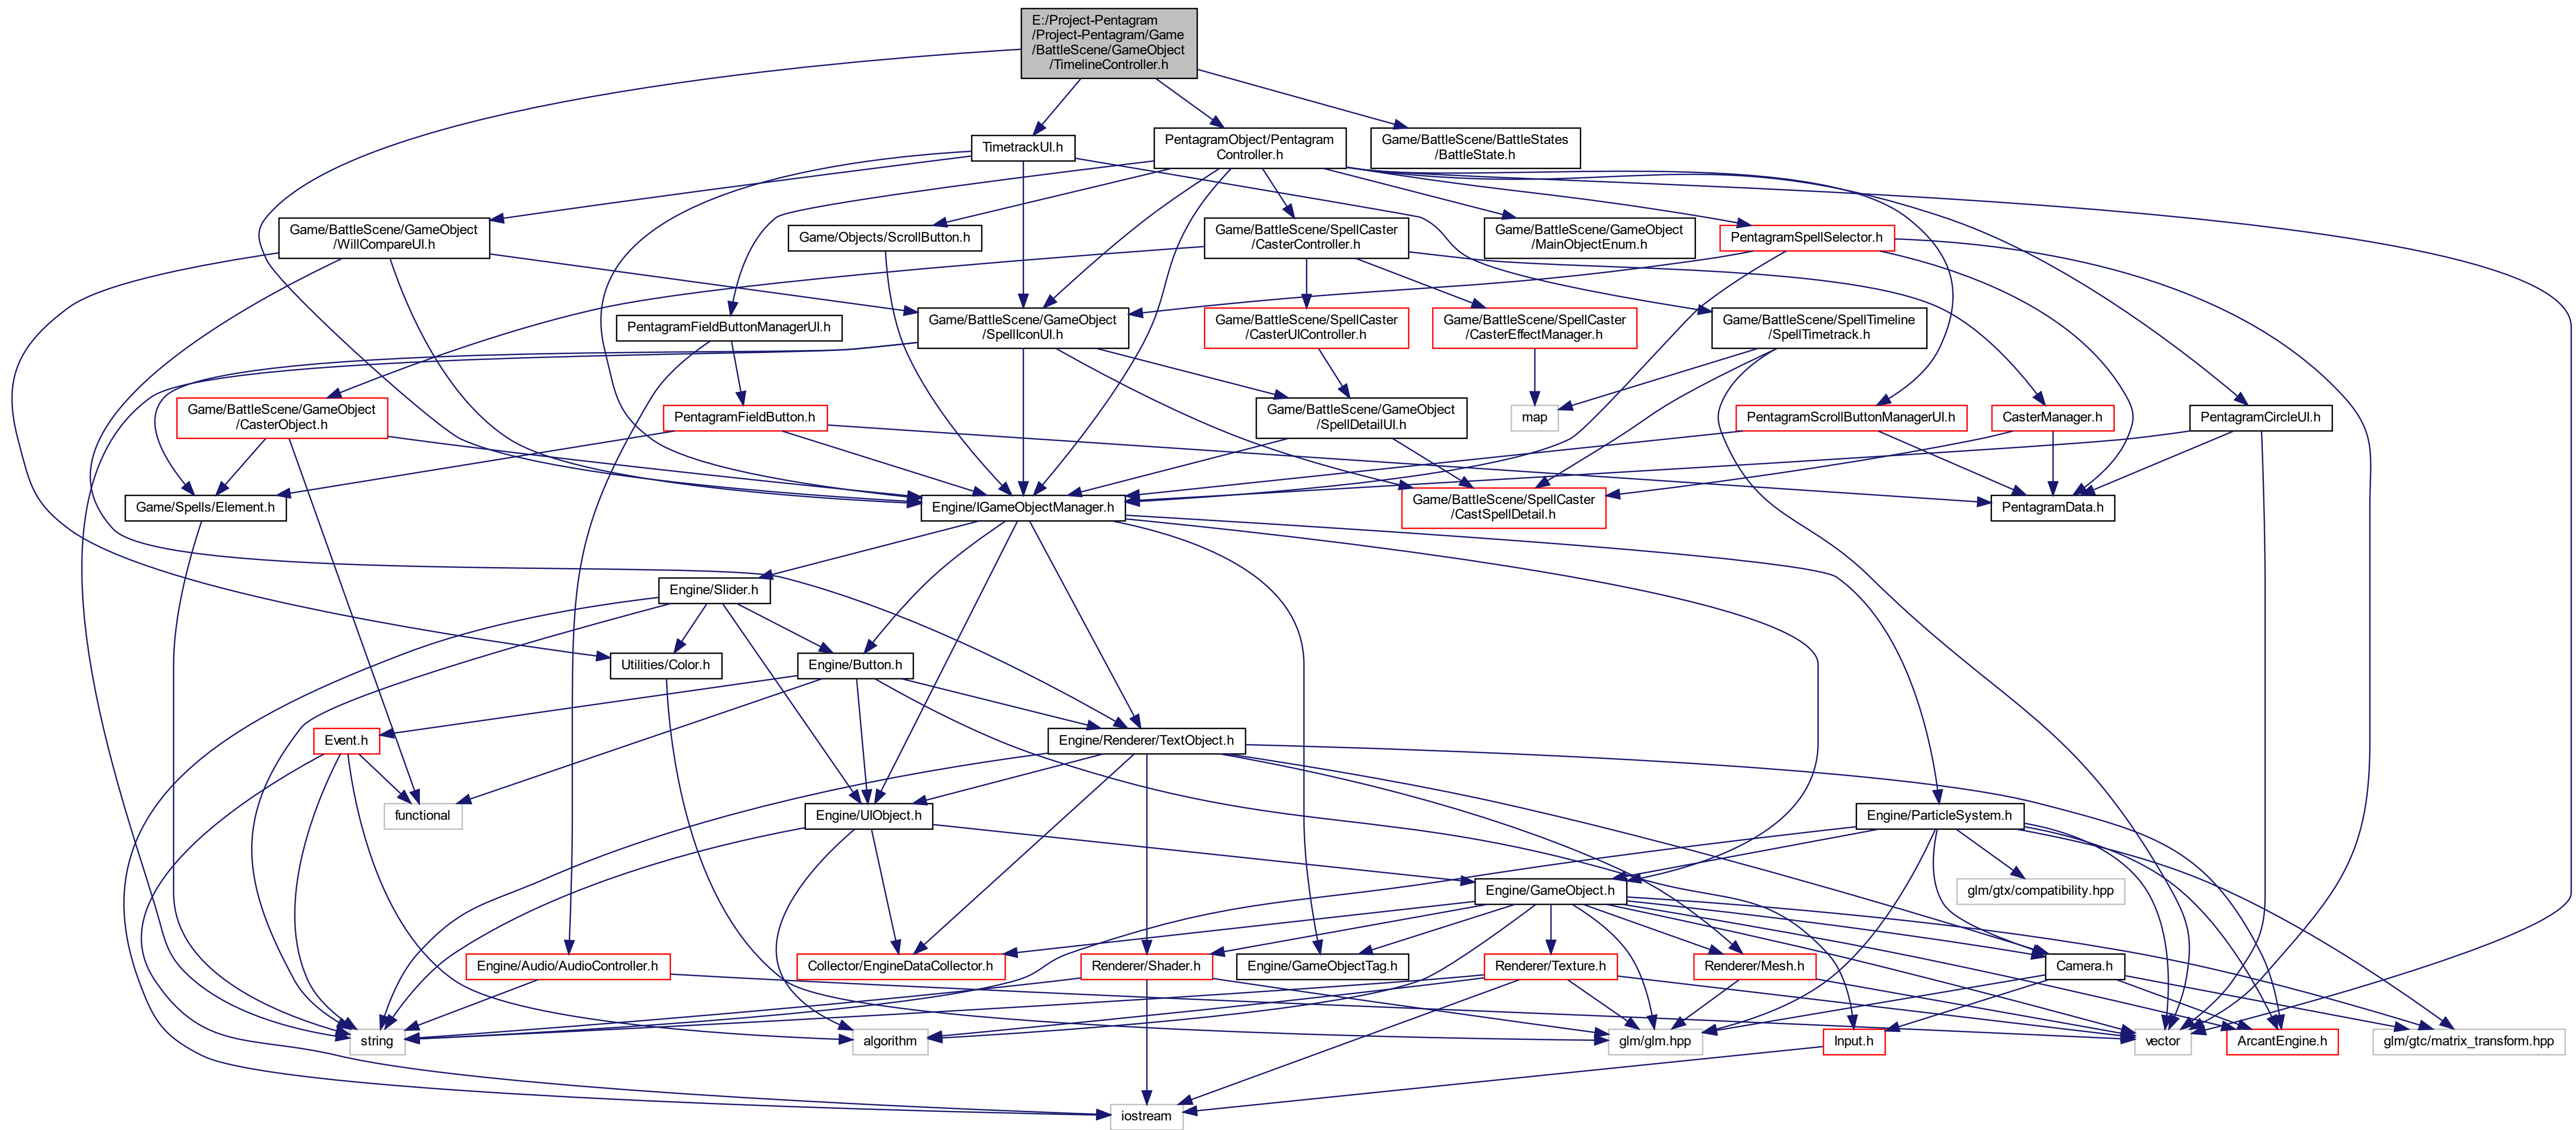 E:/Project-Pentagram
/Project-Pentagram/Game
/BattleScene/GameObject
/TimelineController.h
TimetrackUI.h
PentagramObject/Pentagram
Controller.h
Game/BattleScene/BattleStates
/BattleState.h
Game/BattleScene/GameObject
/WillCompareUI.h
Game/Objects/ScrollButton.h
Game/BattleScene/SpellCaster
/CasterController.h
Game/BattleScene/GameObject
/MainObjectEnum.h
PentagramSpellSelector.h
PentagramFieldButtonManagerUI.h
Game/BattleScene/GameObject
/SpellIconUI.h
Game/BattleScene/SpellCaster
/CasterUIController.h
Game/BattleScene/SpellCaster
/CasterEffectManager.h
Game/BattleScene/SpellTimeline
/SpellTimetrack.h
Game/BattleScene/GameObject
/CasterObject.h
PentagramFieldButton.h
Game/BattleScene/GameObject
/SpellDetailUI.h
map
PentagramScrollButtonManagerUI.h
CasterManager.h
PentagramCircleUI.h
Game/Spells/Element.h
Engine/IGameObjectManager.h
Game/BattleScene/SpellCaster
/CastSpellDetail.h
PentagramData.h
Engine/Slider.h
Utilities/Color.h
Engine/Button.h
Event.h
Engine/Renderer/TextObject.h
functional
Engine/UIObject.h
Engine/ParticleSystem.h
Engine/GameObject.h
glm/gtx/compatibility.hpp
Engine/Audio/AudioController.h
Collector/EngineDataCollector.h
Renderer/Shader.h
Engine/GameObjectTag.h
Renderer/Texture.h
Renderer/Mesh.h
Camera.h
string
algorithm
glm/glm.hpp
Input.h
vector
ArcantEngine.h
glm/gtc/matrix_transform.hpp
iostream